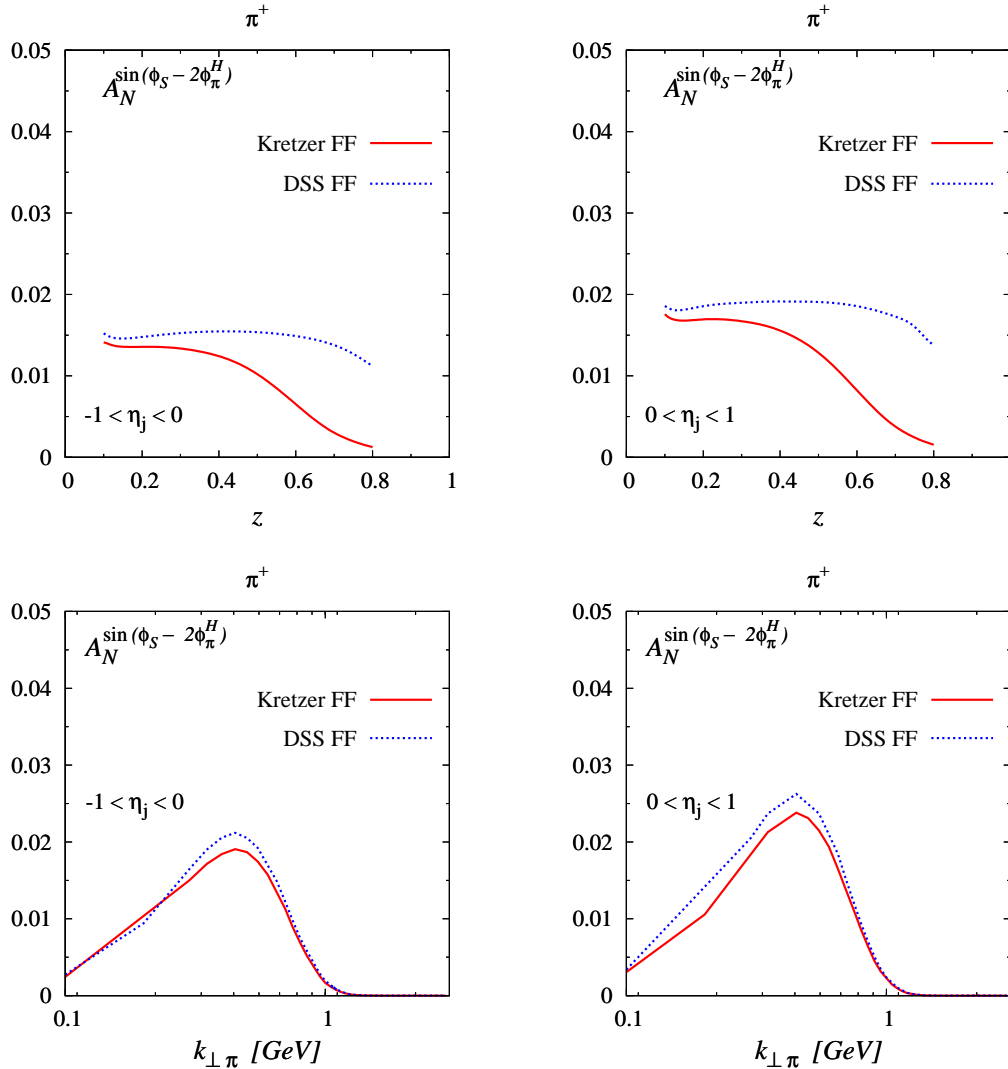 π+
0.05
0.04
0.03
0.02
0.01
0
A_N^sin(ϕ_S − 2ϕ_π^H)
Kretzer FF
DSS FF
-1 < η_j < 0
0 0.2 0.4 0.6 0.8 1
z
π+
0.05
0.04
0.03
0.02
0.01
0
A_N^sin(ϕ_S − 2ϕ_π^H)
Kretzer FF
DSS FF
0 < η_j < 1
0 0.2 0.4 0.6 0.8
z
π+
0.05
0.04
0.03
0.02
0.01
0
A_N^sin(ϕ_S − 2ϕ_π^H)
Kretzer FF
DSS FF
-1 < η_j < 0
0.1 1
k_⊥π [GeV]
π+
0.05
0.04
0.03
0.02
0.01
0
A_N^sin(ϕ_S − 2ϕ_π^H)
Kretzer FF
DSS FF
0 < η_j < 1
0.1 1
k_⊥π [GeV]